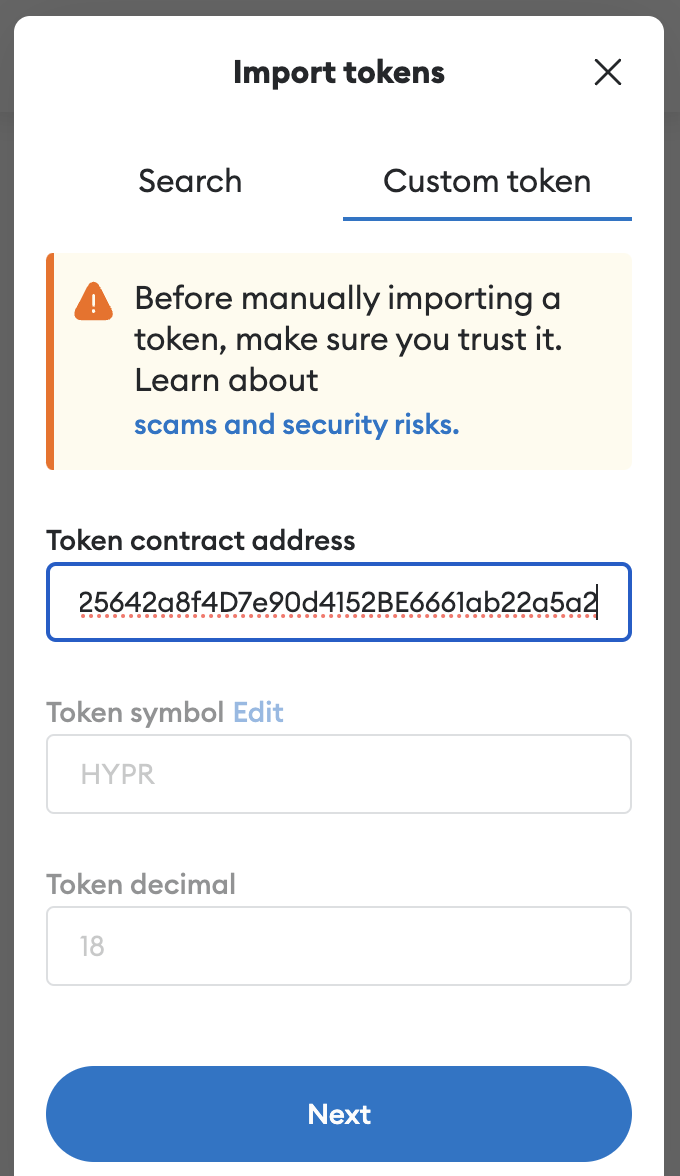 Import tokens
Search
Custom token
Before manually importing a
token, make sure you trust it.
Learn about
scams and security risks.
Token contract address
25642a8f4D7e90d4152BE6661ab22a5a2
Token symbol Edit
HYPR
Token decimal
18
Next